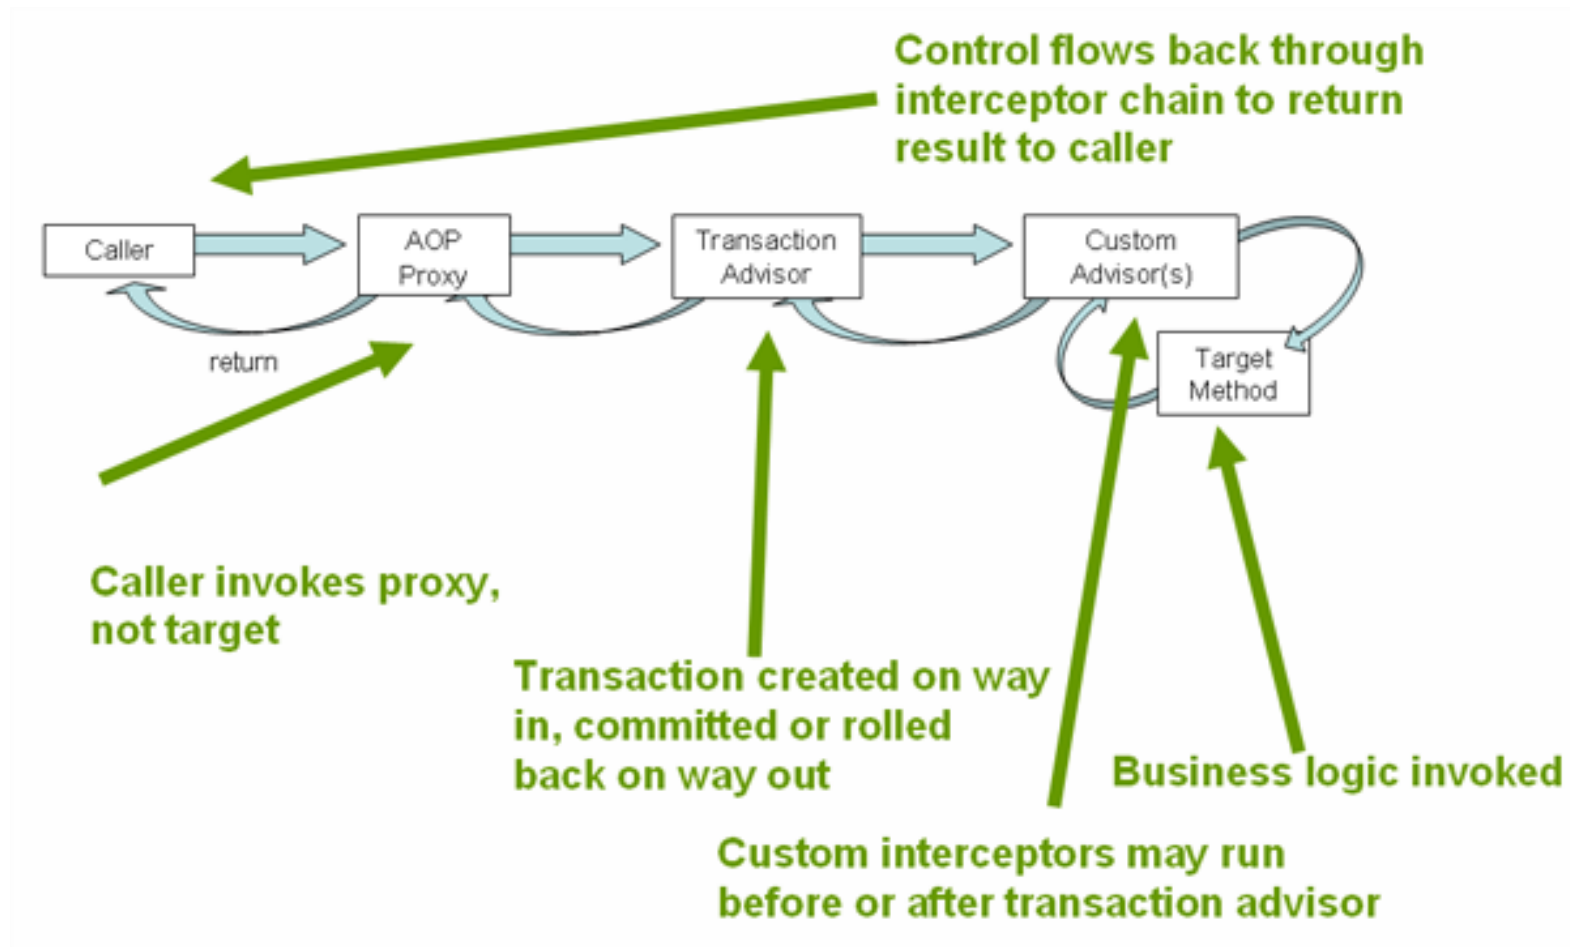 Control flows back through
interceptor chain to return
result to caller
Caller
AOP
Proxy
Transaction
Advisor
Custom
Advisor(s)
return
Target
Method
Caller invokes proxy,
not target
Transaction created on way
in, committed or rolled
back on way out
Business logic invoked
Custom interceptors may run
before or after transaction advisor